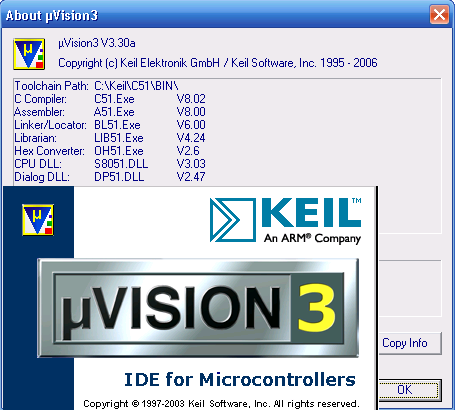 About µVision3
µVision3 V3.30a
Copyright (c) Keil Elektronik GmbH / Keil Software, Inc. 1995 - 2006
Toolchain Path: C:\Keil\C51\BIN\
C Compiler: C51.Exe V8.02
Assembler: A51.Exe V8.00
Linker/Locator: BL51.Exe V6.00
Librarian: LIB51.Exe V4.24
Hex Converter: OH51.Exe V2.6
CPU DLL: S8051.DLL V3.03
Dialog DLL: DP51.DLL V2.47
µ
KEIL™
An ARM® Company
µVISION 3
IDE for Microcontrollers
Copyright © 1997-2003 Keil Software, Inc. All rights reserved.
Copy Info
OK